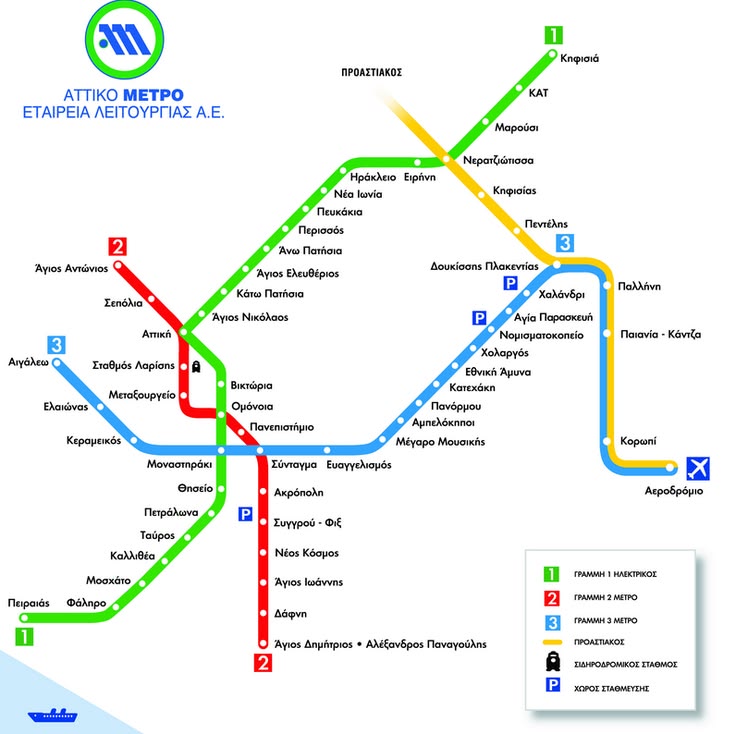 ΑΤΤΙΚΟ ΜΕΤΡΟ
ΕΤΑΙΡΕΙΑ ΛΕΙΤΟΥΡΓΙΑΣ Α.Ε.
ΠΡΟΑΣΤΙΑΚΟΣ
1
Κηφισιά
ΚΑΤ
Μαρούσι
Νερατζιώτισσα
Ηράκλειο
Ειρήνη
Νέα Ιωνία
Κηφισίας
Πευκάκια
Πεντέλης
Περισσός
2
3
Άνω Πατήσια
Άγιος Αντώνιος
Δουκίσσης Πλακεντίας
Άγιος Ελευθέριος
P
Παλλήνη
Κάτω Πατήσια
Χαλάνδρι
Σεπόλια
Άγιος Νικόλαος
P
Αγία Παρασκευή
Αττική
Νομισματοκοπείο
Παιανία - Κάντζα
3
Χολαργός
Αιγάλεω
Σταθμός Λαρίσης
Εθνική Άμυνα
Βικτώρια
Κατεχάκη
Μεταξουργείο
Ελαιώνας
Ομόνοια
Πανόρμου
Πανεπιστήμιο
Αμπελόκηποι
Κεραμεικός
Μέγαρο Μουσικής
Κορωπί
Μοναστηράκι
Σύνταγμα
Ευαγγελισμός
Θησείο
Ακρόπολη
Αεροδρόμιο
Πετράλωνα
P
Συγγρού - Φιξ
Ταύρος
Νέος Κόσμος
Καλλιθέα
Μοσχάτο
Άγιος Ιωάννης
Πειραιάς
Φάληρο
Δάφνη
1
Άγιος Δημήτριος • Αλέξανδρος Παναγούλης
2
1 ΓΡΑΜΜΗ 1 ΗΛΕΚΤΡΙΚΟΣ
2 ΓΡΑΜΜΗ 2 ΜΕΤΡΟ
3 ΓΡΑΜΜΗ 3 ΜΕΤΡΟ
ΠΡΟΑΣΤΙΑΚΟΣ
ΣΙΔΗΡΟΔΡΟΜΙΚΟΣ ΣΤΑΘΜΟΣ
P ΧΩΡΟΣ ΣΤΑΘΜΕΥΣΗΣ